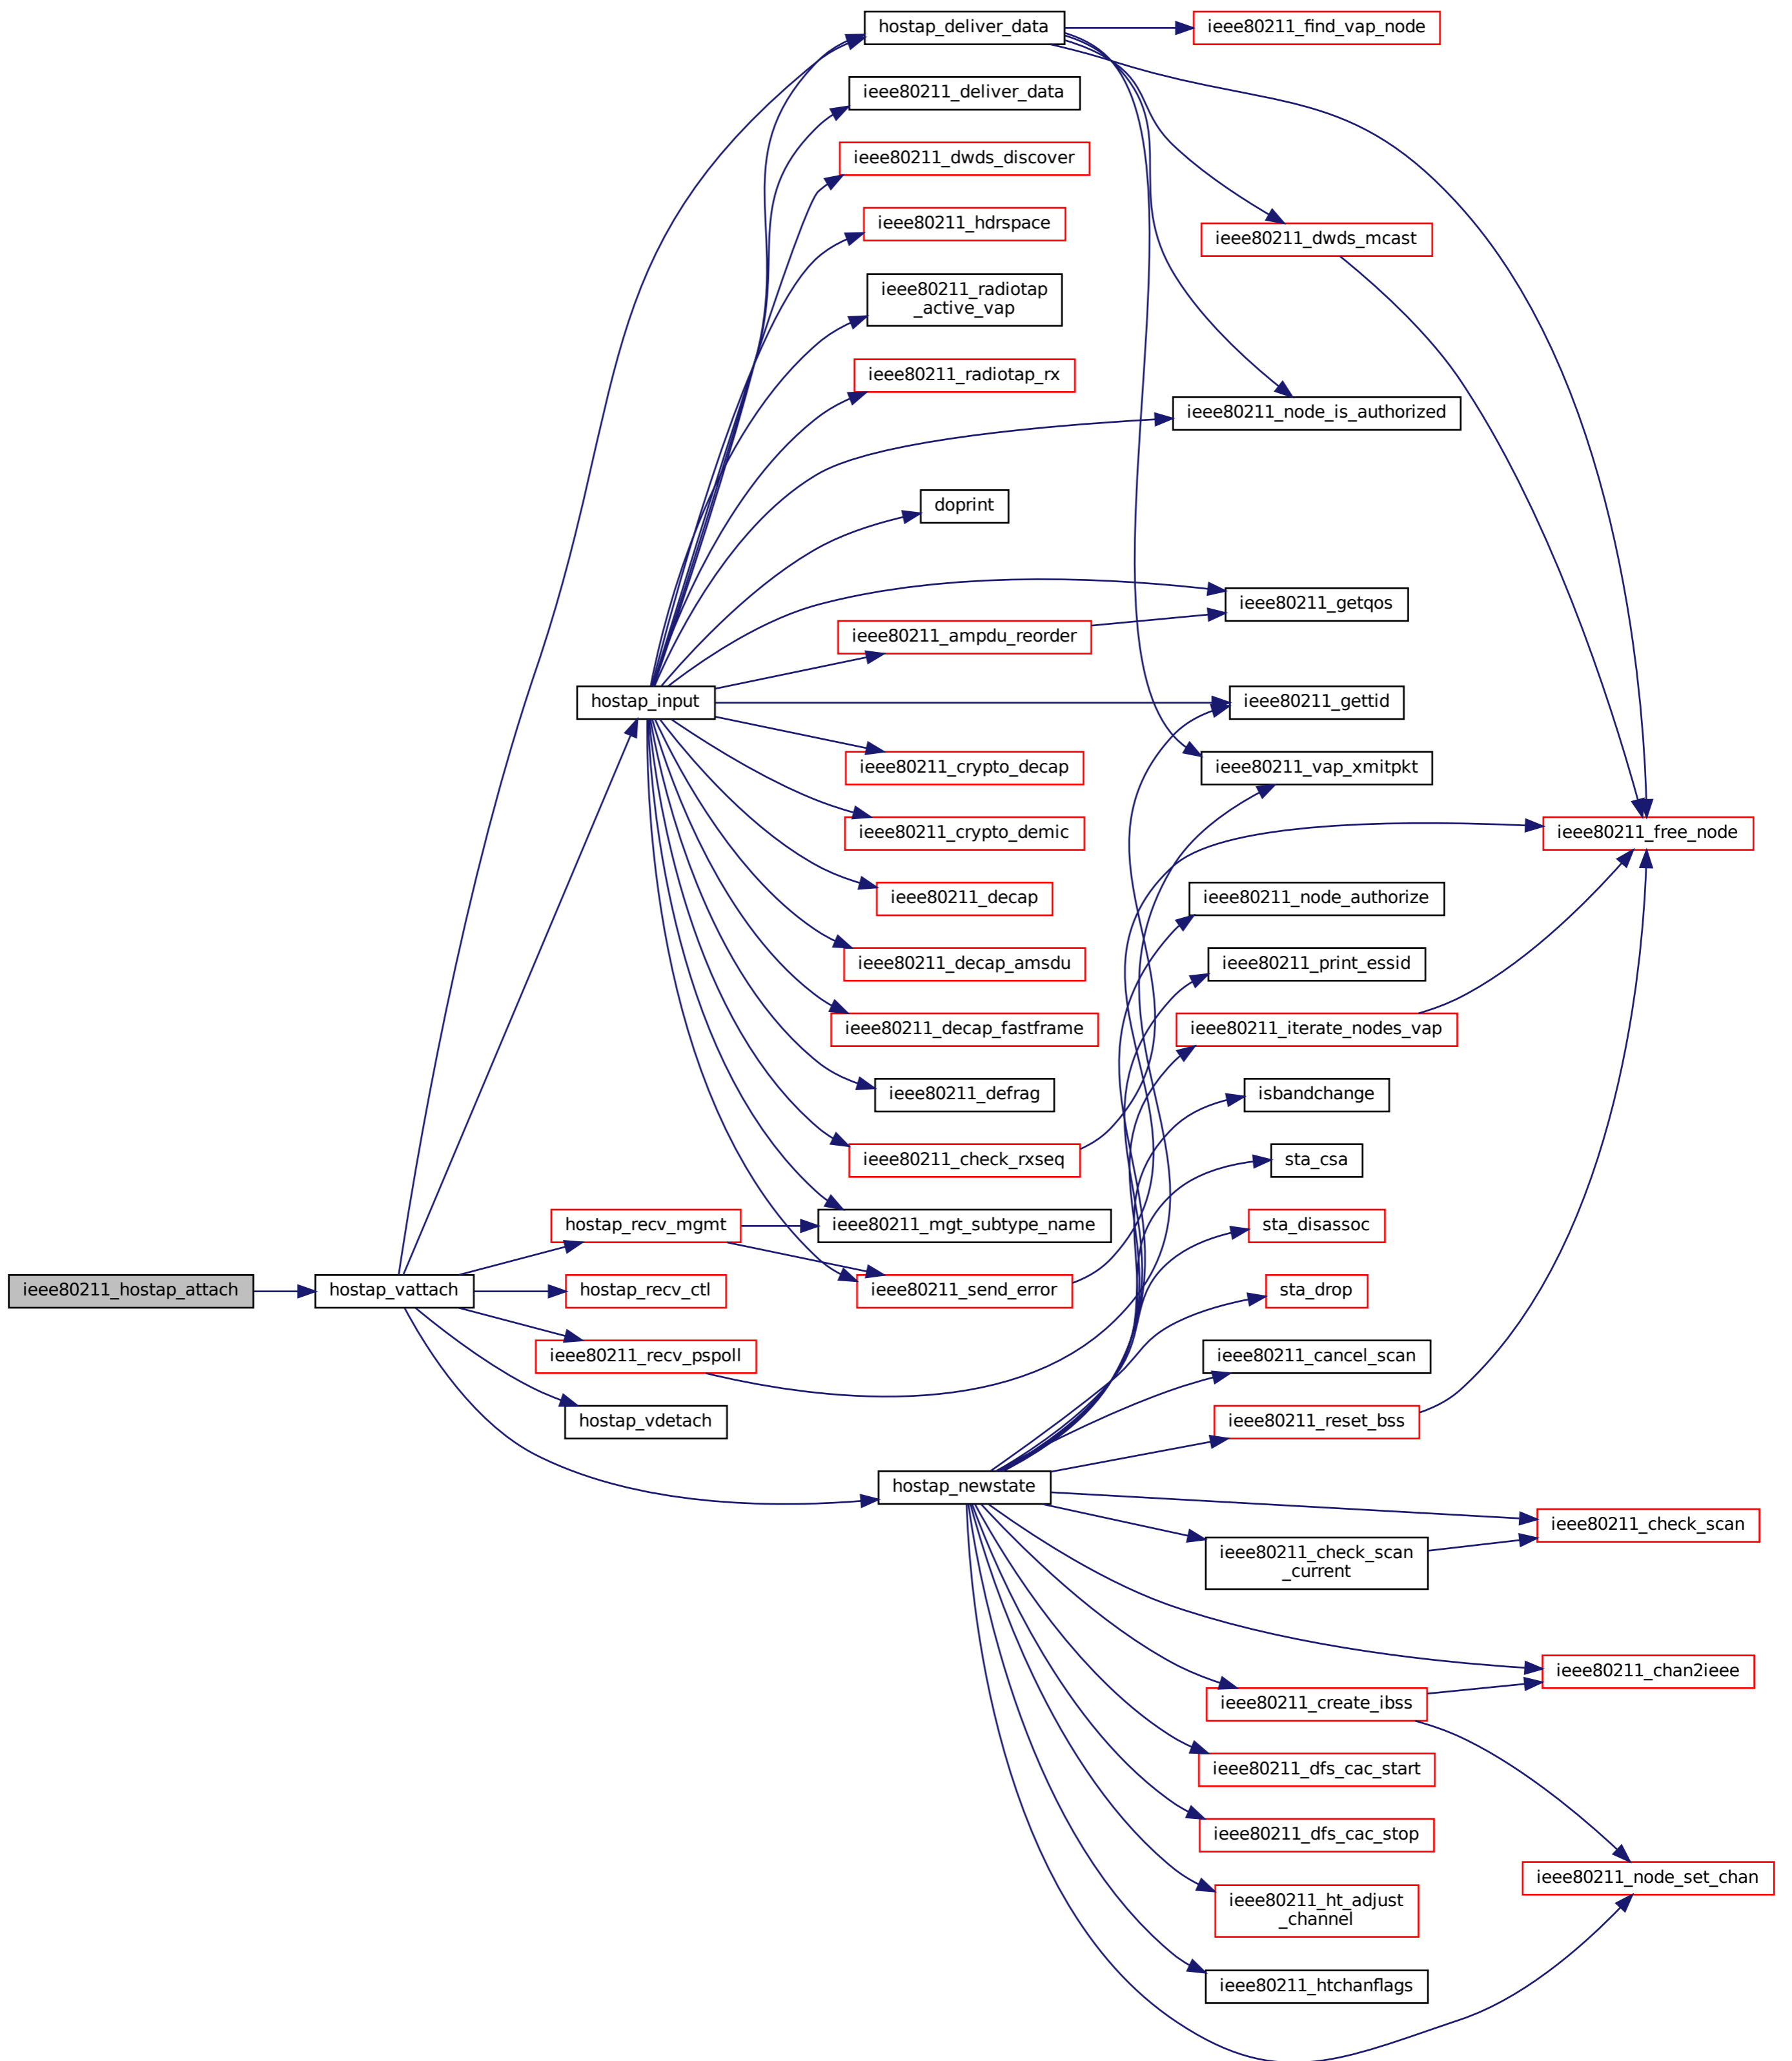 hostap_deliver_data
ieee80211_find_vap_node
ieee80211_deliver_data
ieee80211_dwds_discover
ieee80211_hdrspace
ieee80211_dwds_mcast
ieee80211_radiotap
_active_vap
ieee80211_radiotap_rx
ieee80211_node_is_authorized
doprint
ieee80211_getqos
ieee80211_ampdu_reorder
hostap_input
ieee80211_gettid
ieee80211_crypto_decap
ieee80211_vap_xmitpkt
ieee80211_crypto_demic
ieee80211_free_node
ieee80211_decap
ieee80211_node_authorize
ieee80211_decap_amsdu
ieee80211_print_essid
ieee80211_decap_fastframe
ieee80211_iterate_nodes_vap
ieee80211_defrag
isbandchange
ieee80211_check_rxseq
sta_csa
hostap_recv_mgmt
ieee80211_mgt_subtype_name
sta_disassoc
ieee80211_hostap_attach
hostap_vattach
hostap_recv_ctl
ieee80211_send_error
sta_drop
ieee80211_recv_pspoll
ieee80211_cancel_scan
hostap_vdetach
ieee80211_reset_bss
hostap_newstate
ieee80211_check_scan
ieee80211_check_scan
_current
ieee80211_chan2ieee
ieee80211_create_ibss
ieee80211_dfs_cac_start
ieee80211_dfs_cac_stop
ieee80211_node_set_chan
ieee80211_ht_adjust
_channel
ieee80211_htchanflags